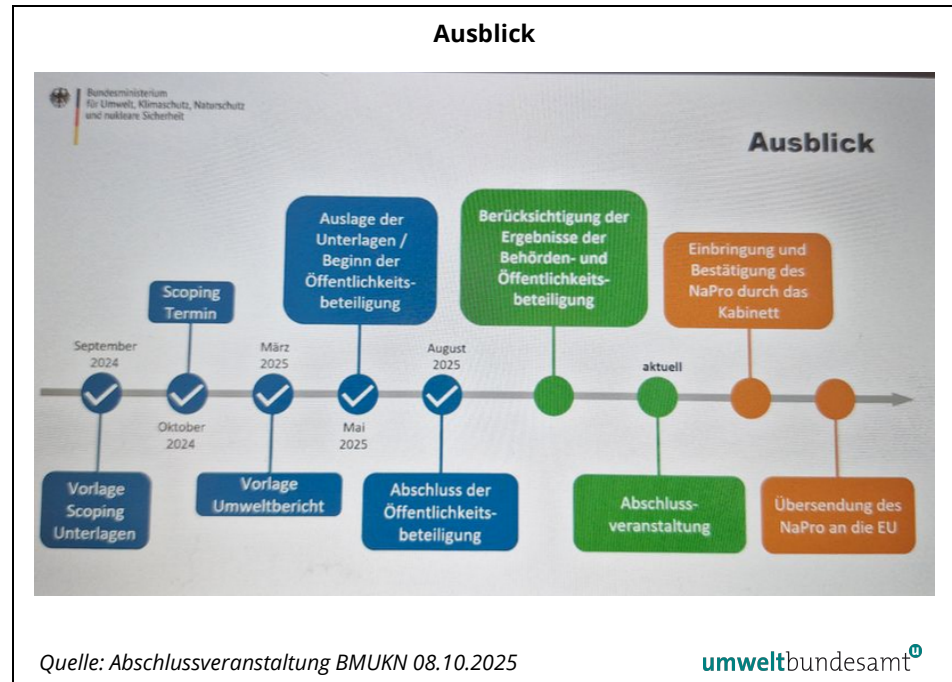 Ausblick
Bundesministerium
für Umwelt, Klimaschutz, Naturschutz
und nukleare Sicherheit
Ausblick
September
2024
Vorlage
Scoping
Unterlagen
Scoping
Termin
Oktober
2024
März
2025
Vorlage
Umweltbericht
Auslage der
Unterlagen /
Beginn der
Öffentlichkeits-
beteiligung
Mai
2025
August
2025
Abschluss der
Öffentlichkeits-
beteiligung
Berücksichtigung der
Ergebnisse der
Behörden- und
Öffentlichkeits-
beteiligung
aktuell
Abschluss-
veranstaltung
Einbringung und
Bestätigung des
NaPro durch das
Kabinett
Übersendung des
NaPro an die EU
Quelle: Abschlussveranstaltung BMUKN 08.10.2025
umweltbundesamt
u